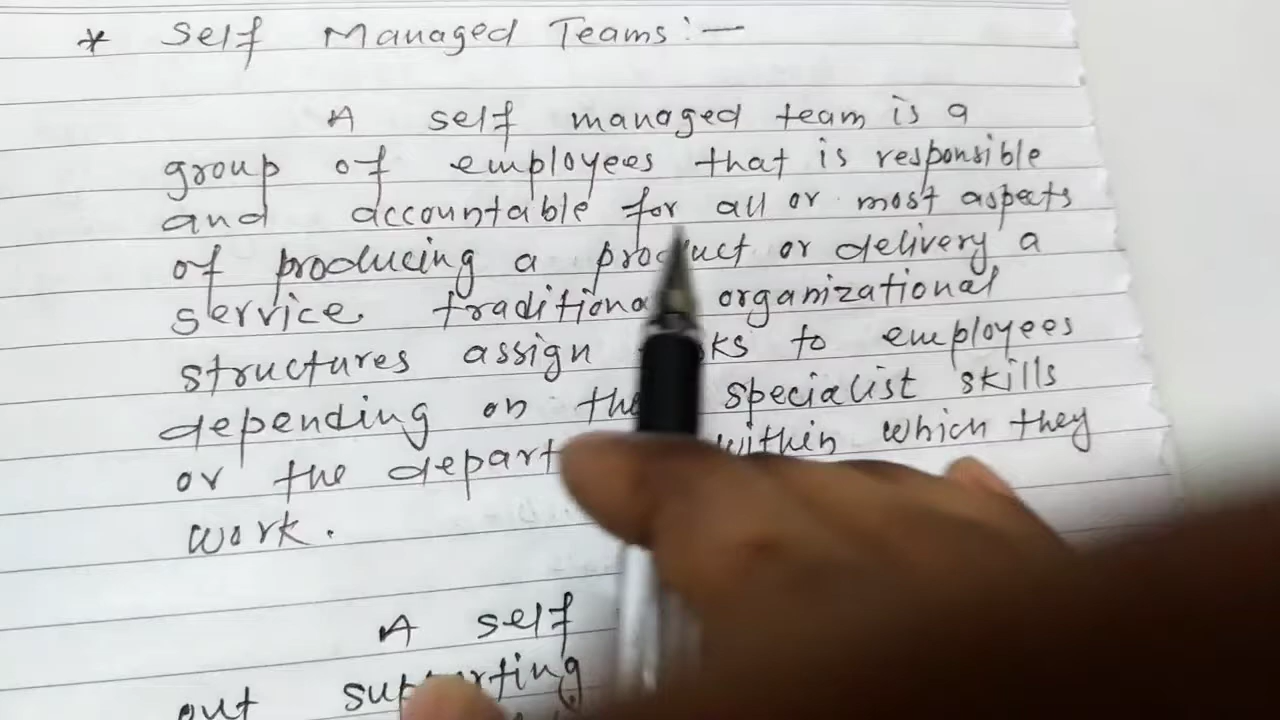 * Self Managed Teams :—
A self managed team is a
group of employees that is responsible
and accountable for all or most aspects
of producing a product or delivery a
service. traditional organizational
structures assign to employees
depending on the specialist skills
or the within which they
work.
A self
out